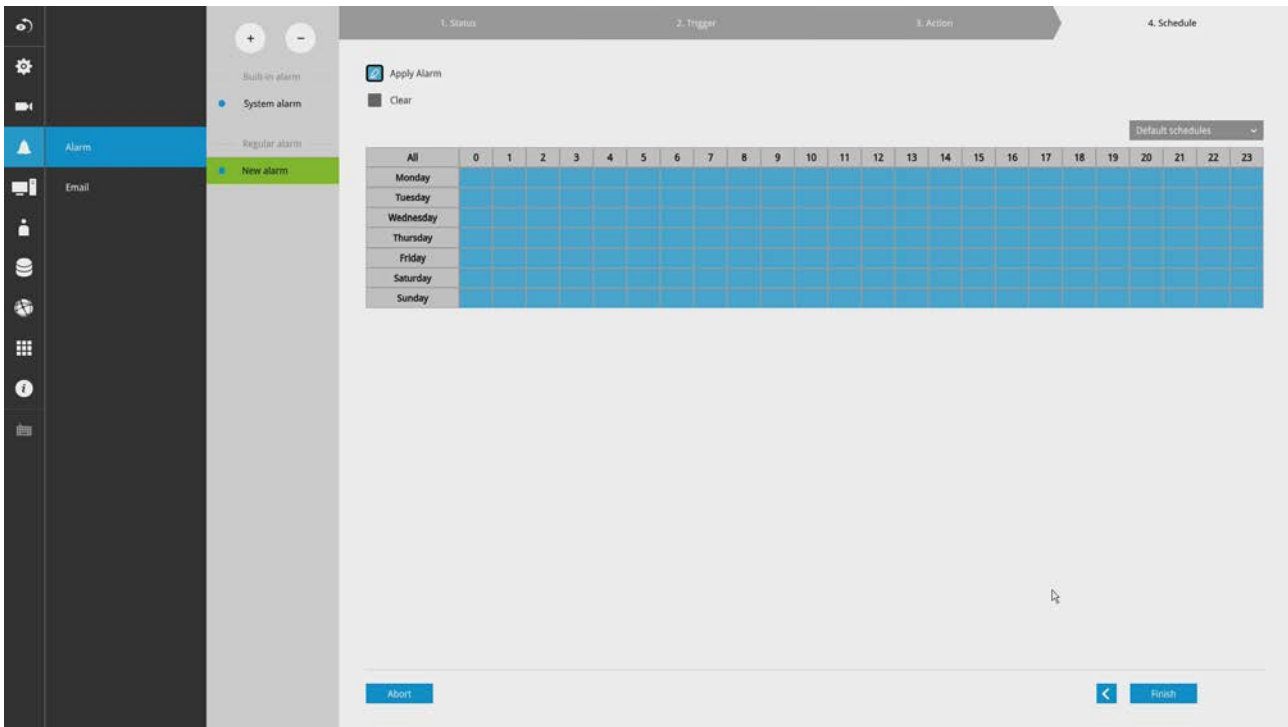 1. Status 2. Trigger 3. Action 4. Schedule
+ -
Built-in alarm
System alarm
Regular alarm
New alarm
Alarm
Email
Apply Alarm
Clear
Default schedules
All 0 1 2 3 4 5 6 7 8 9 10 11 12 13 14 15 16 17 18 19 20 21 22 23
Monday
Tuesday
Wednesday
Thursday
Friday
Saturday
Sunday
Abort < Finish